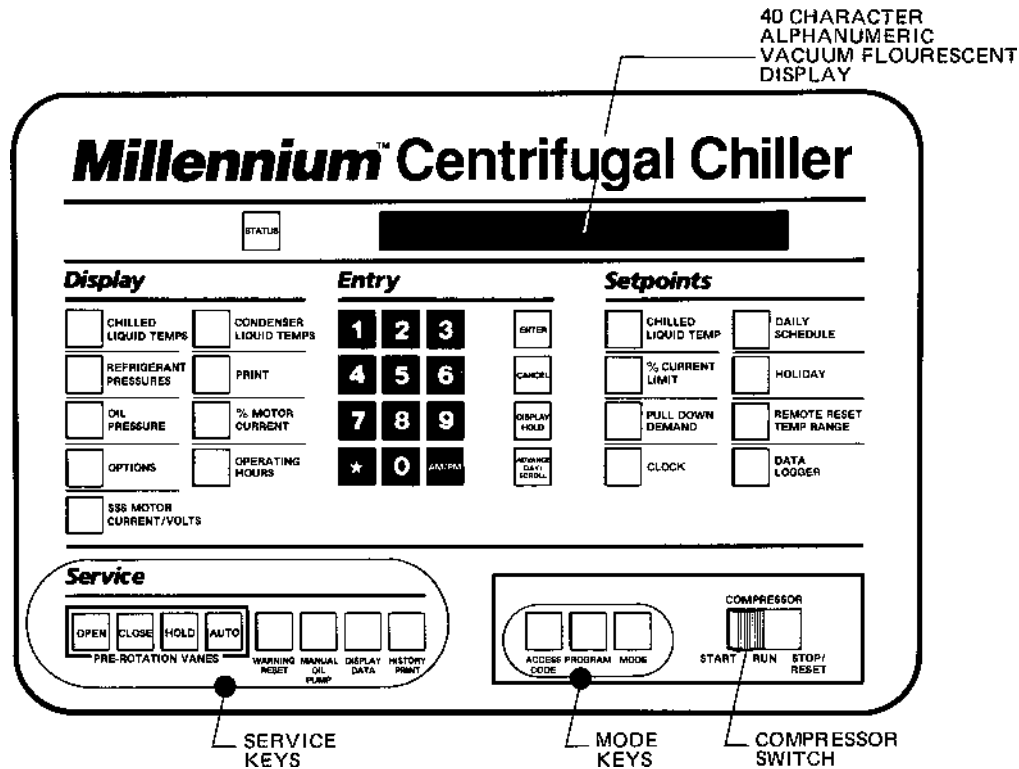 40 CHARACTER
ALPHANUMERIC
VACUUM FLOURESCENT
DISPLAY
Millennium™ Centrifugal Chiller
STATUS
Display
CHILLED
LIQUID TEMPS
CONDENSER
LIQUID TEMPS
REFRIGERANT
PRESSURES
PRINT
OIL
PRESSURE
% MOTOR
CURRENT
OPTIONS
OPERATING
HOURS
SSS MOTOR
CURRENT/VOLTS
Entry
1 2 3
4 5 6
7 8 9
* 0 AM/PM
ENTER
CANCEL
DISPLAY
HOLD
ADVANCE
DAY/
SCROLL
Setpoints
CHILLED
LIQUID TEMP
DAILY
SCHEDULE
% CURRENT
LIMIT
HOLIDAY
PULL DOWN
DEMAND
REMOTE RESET
TEMP RANGE
CLOCK
DATA
LOGGER
Service
OPEN CLOSE HOLD AUTO
PRE-ROTATION VANES
WARNING
RESET
MANUAL
OIL
PUMP
DISPLAY
DATA
HISTORY
PRINT
ACCESS
CODE
PROGRAM
MODE
COMPRESSOR
START RUN STOP/
RESET
SERVICE
KEYS
MODE
KEYS
COMPRESSOR
SWITCH